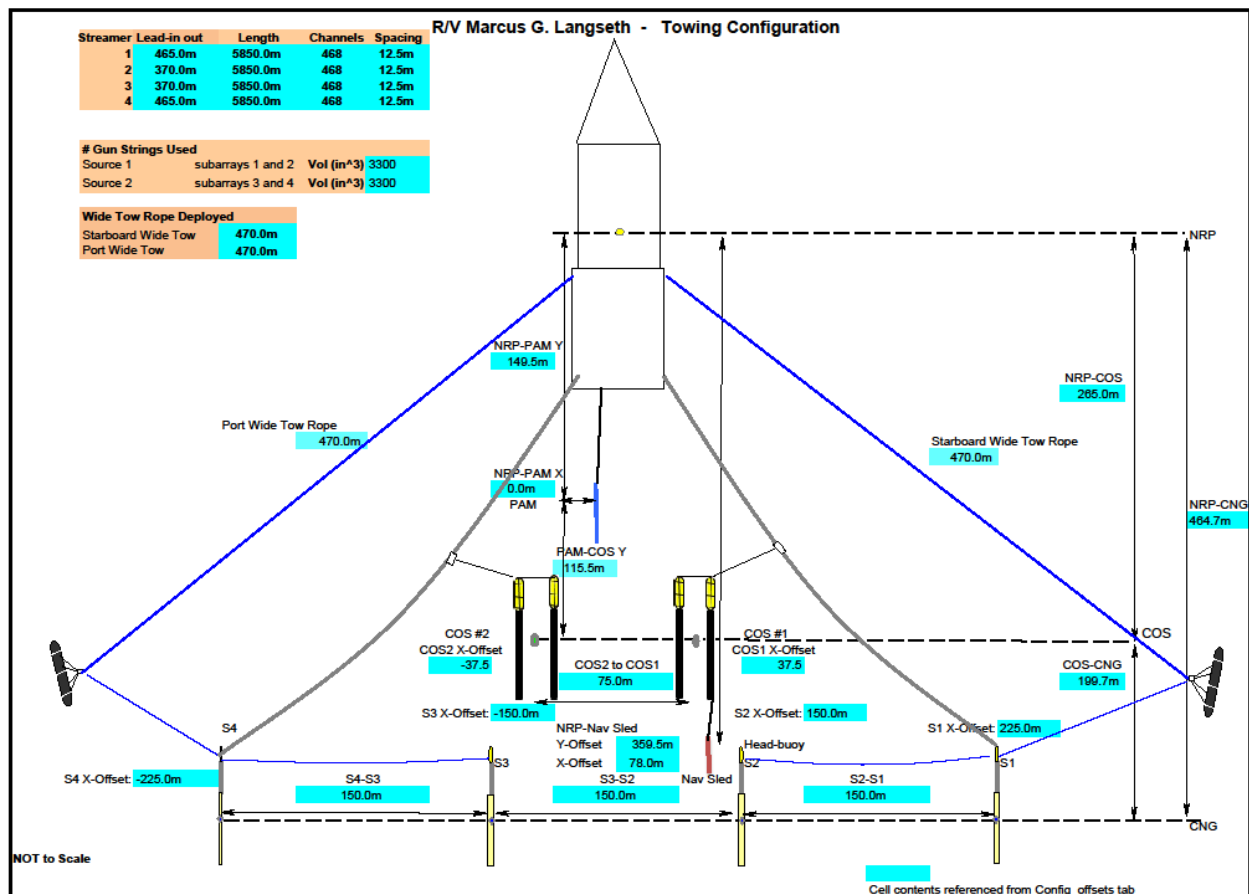 R/V Marcus G. Langseth - Towing Configuration
Streamer Lead-in out Length Channels Spacing
1 465.0m 5850.0m 468 12.5m
2 370.0m 5850.0m 468 12.5m
3 370.0m 5850.0m 468 12.5m
4 465.0m 5850.0m 468 12.5m
# Gun Strings Used
Source 1 subarrays 1 and 2 Vol (in^3) 3300
Source 2 subarrays 3 and 4 Vol (in^3) 3300
Wide Tow Rope Deployed
Starboard Wide Tow 470.0m
Port Wide Tow 470.0m
NRP
NRP-PAM Y
149.5m
NRP-COS
265.0m
Port Wide Tow Rope
470.0m
Starboard Wide Tow Rope
470.0m
NRP-PAM X
0.0m
PAM
NRP-CNG
464.7m
PAM-COS Y
115.5m
COS #2
COS2 X-Offset
-37.5
COS #1
COS1 X-Offset
37.5
COS
COS2 to COS1
75.0m
COS-CNG
199.7m
S3 X-Offset: -150.0m
S2 X-Offset: 150.0m
S1 X-Offset: 225.0m
S4
NRP-Nav Sled
Y-Offset 359.5m
X-Offset 78.0m
Head-buoy
S3
S2
S1
S4 X-Offset: -225.0m
Nav Sled
S4-S3
150.0m
S3-S2
150.0m
S2-S1
150.0m
CNG
NOT to Scale
Cell contents referenced from Config_offsets tab